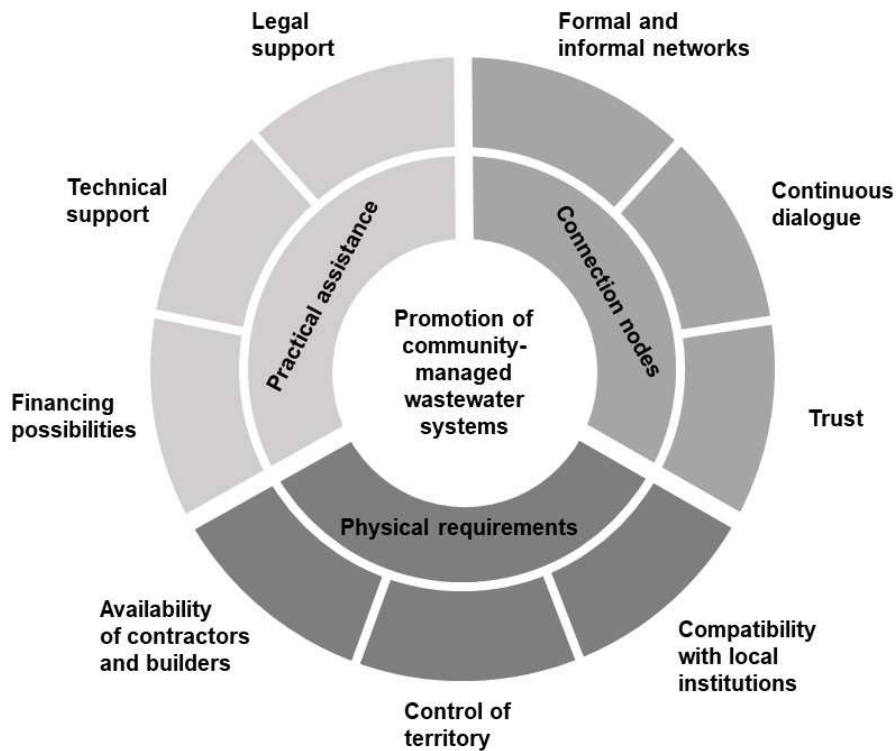 Legal
support
Formal and
informal networks
Technical
support
Continuous
dialogue
Practical assistance
Connection nodes
Promotion of
community-
managed
wastewater
systems
Financing
possibilities
Trust
Physical requirements
Availability
of contractors
and builders
Compatibility
with local
institutions
Control of
territory